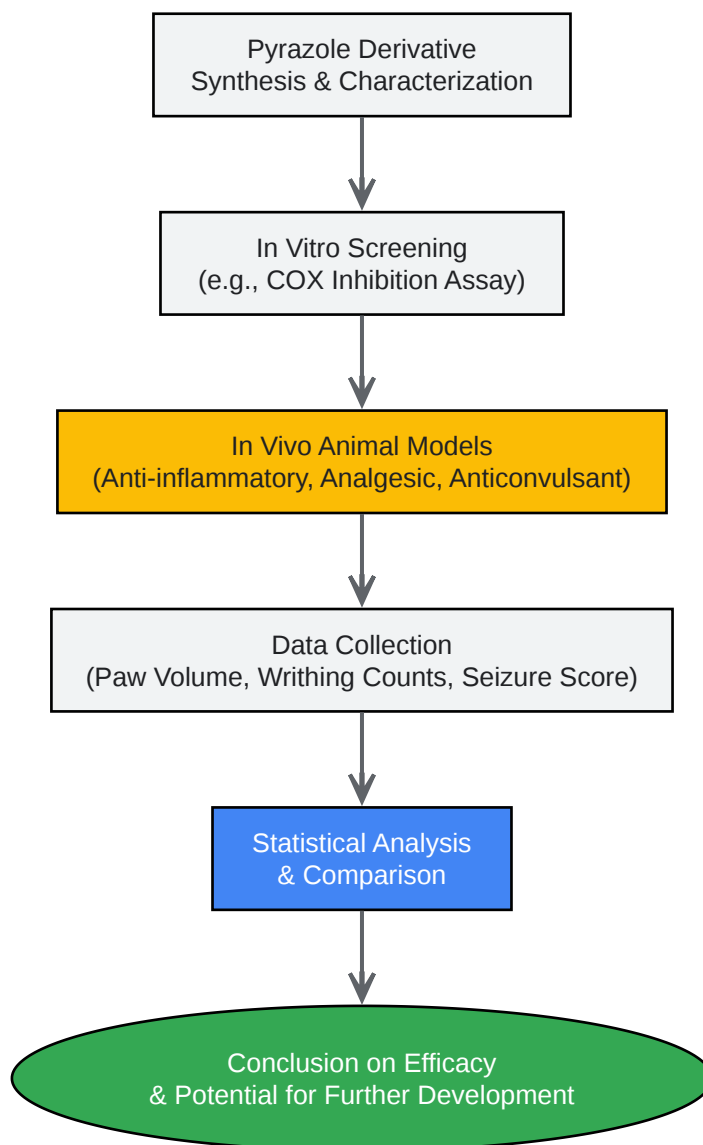 Pyrazole Derivative
Synthesis & Characterization
In Vitro Screening
(e.g., COX Inhibition Assay)
In Vivo Animal Models
(Anti-inflammatory, Analgesic, Anticonvulsant)
Data Collection
(Paw Volume, Writhing Counts, Seizure Score)
Statistical Analysis
& Comparison
Conclusion on Efficacy
& Potential for Further Development